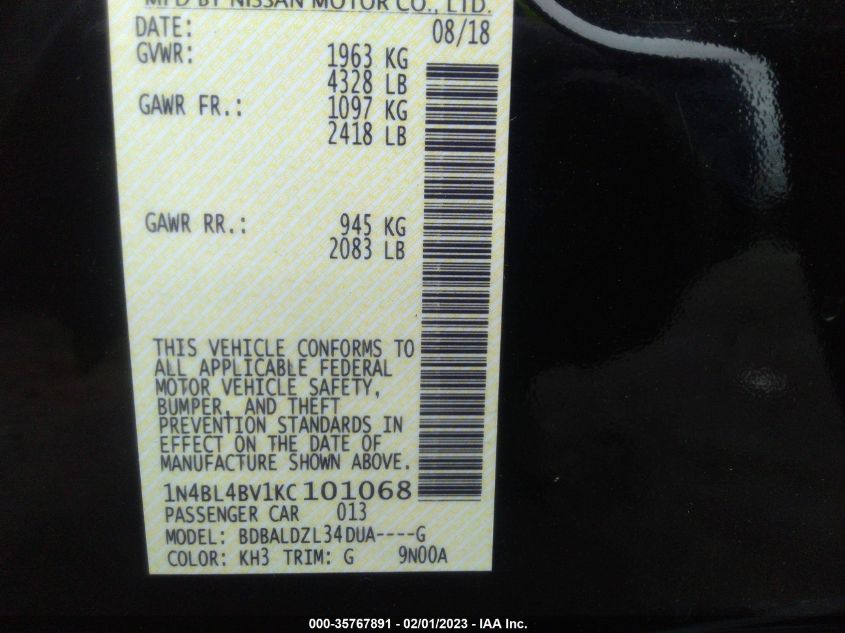 MFD BY NISSAN MOTOR CO., LTD.
DATE: 08/18
GVWR: 1963 KG
4328 LB
GAWR FR.: 1097 KG
2418 LB
GAWR RR.: 945 KG
2083 LB
THIS VEHICLE CONFORMS TO
ALL APPLICABLE FEDERAL
MOTOR VEHICLE SAFETY,
BUMPER, AND THEFT
PREVENTION STANDARDS IN
EFFECT ON THE DATE OF
MANUFACTURE SHOWN ABOVE.
1N4BL4BV1KC101068
PASSENGER CAR 013
MODEL: BDBALDZL34DUA----G
COLOR: KH3 TRIM: G 9N00A
000-35767891 - 02/01/2023 - IAA Inc.